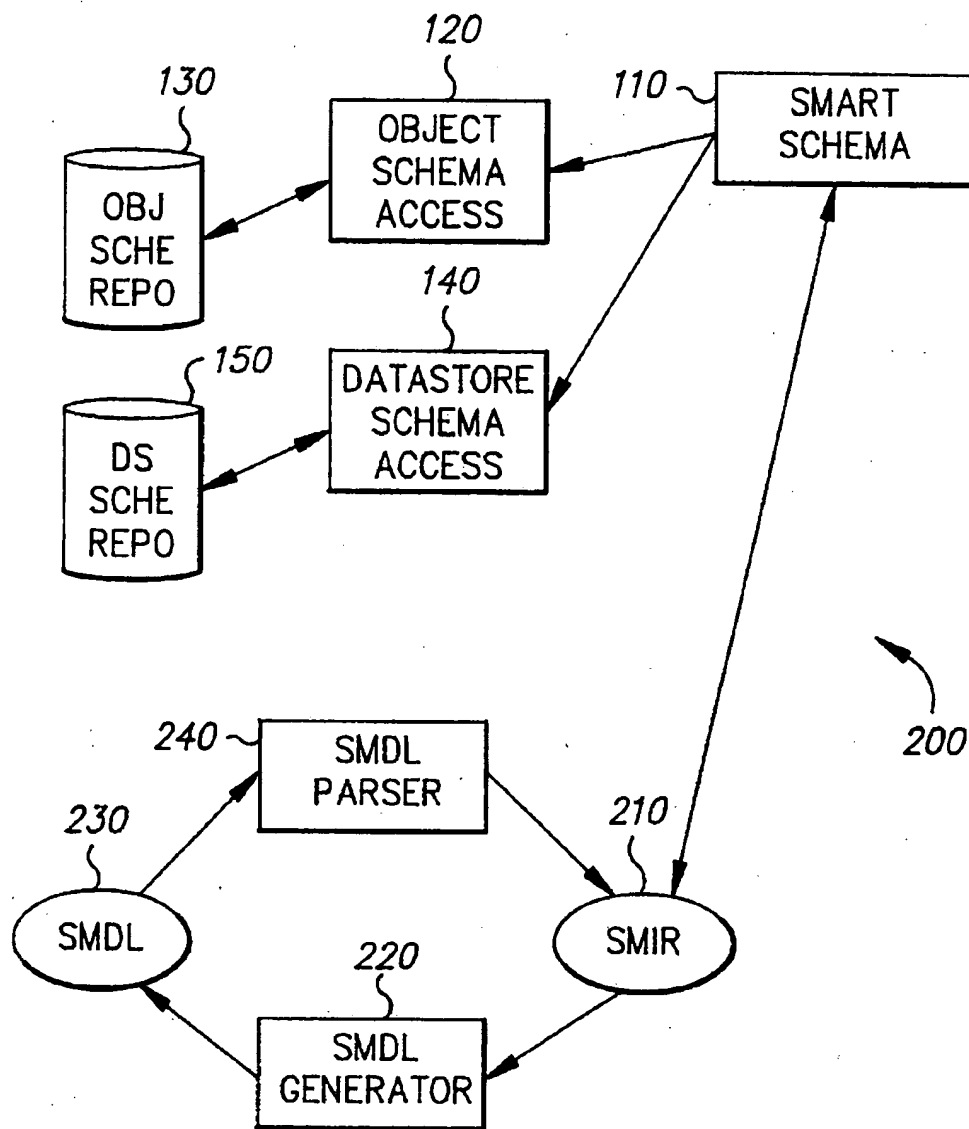 120
130
110
SMART
SCHEMA
OBJECT
SCHEMA
ACCESS
OBJ
SCHE
REPO
140
150
DATASTORE
SCHEMA
ACCESS
DS
SCHE
REPO
200
240
SMDL
PARSER
230
210
SMDL
SMIR
220
SMDL
GENERATOR